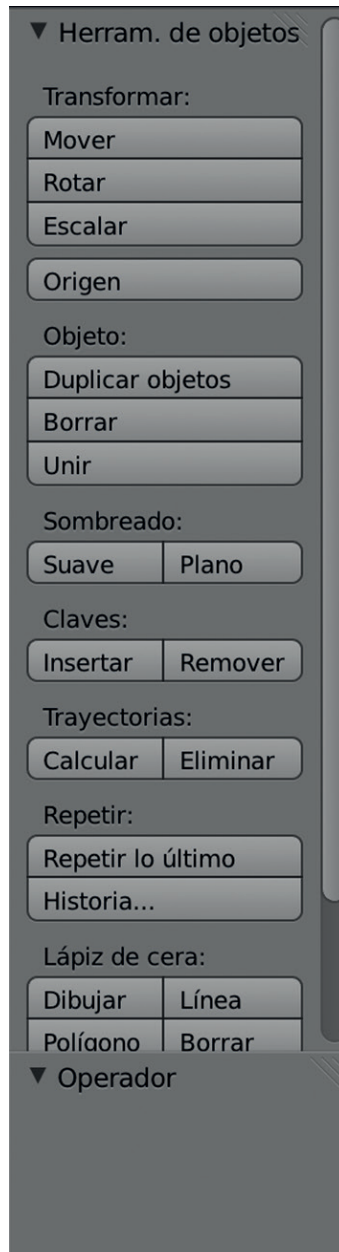 Herram. de objetos
Transformar:
Mover
Rotar
Escalar
Origen
Objeto:
Duplicar objetos
Borrar
Unir
Sombreado:
Suave Plano
Claves:
Insertar Remover
Trayectorias:
Calcular Eliminar
Repetir:
Repetir lo último
Historia...
Lápiz de cera:
Dibujar Línea
Polígono Borrar
Operador